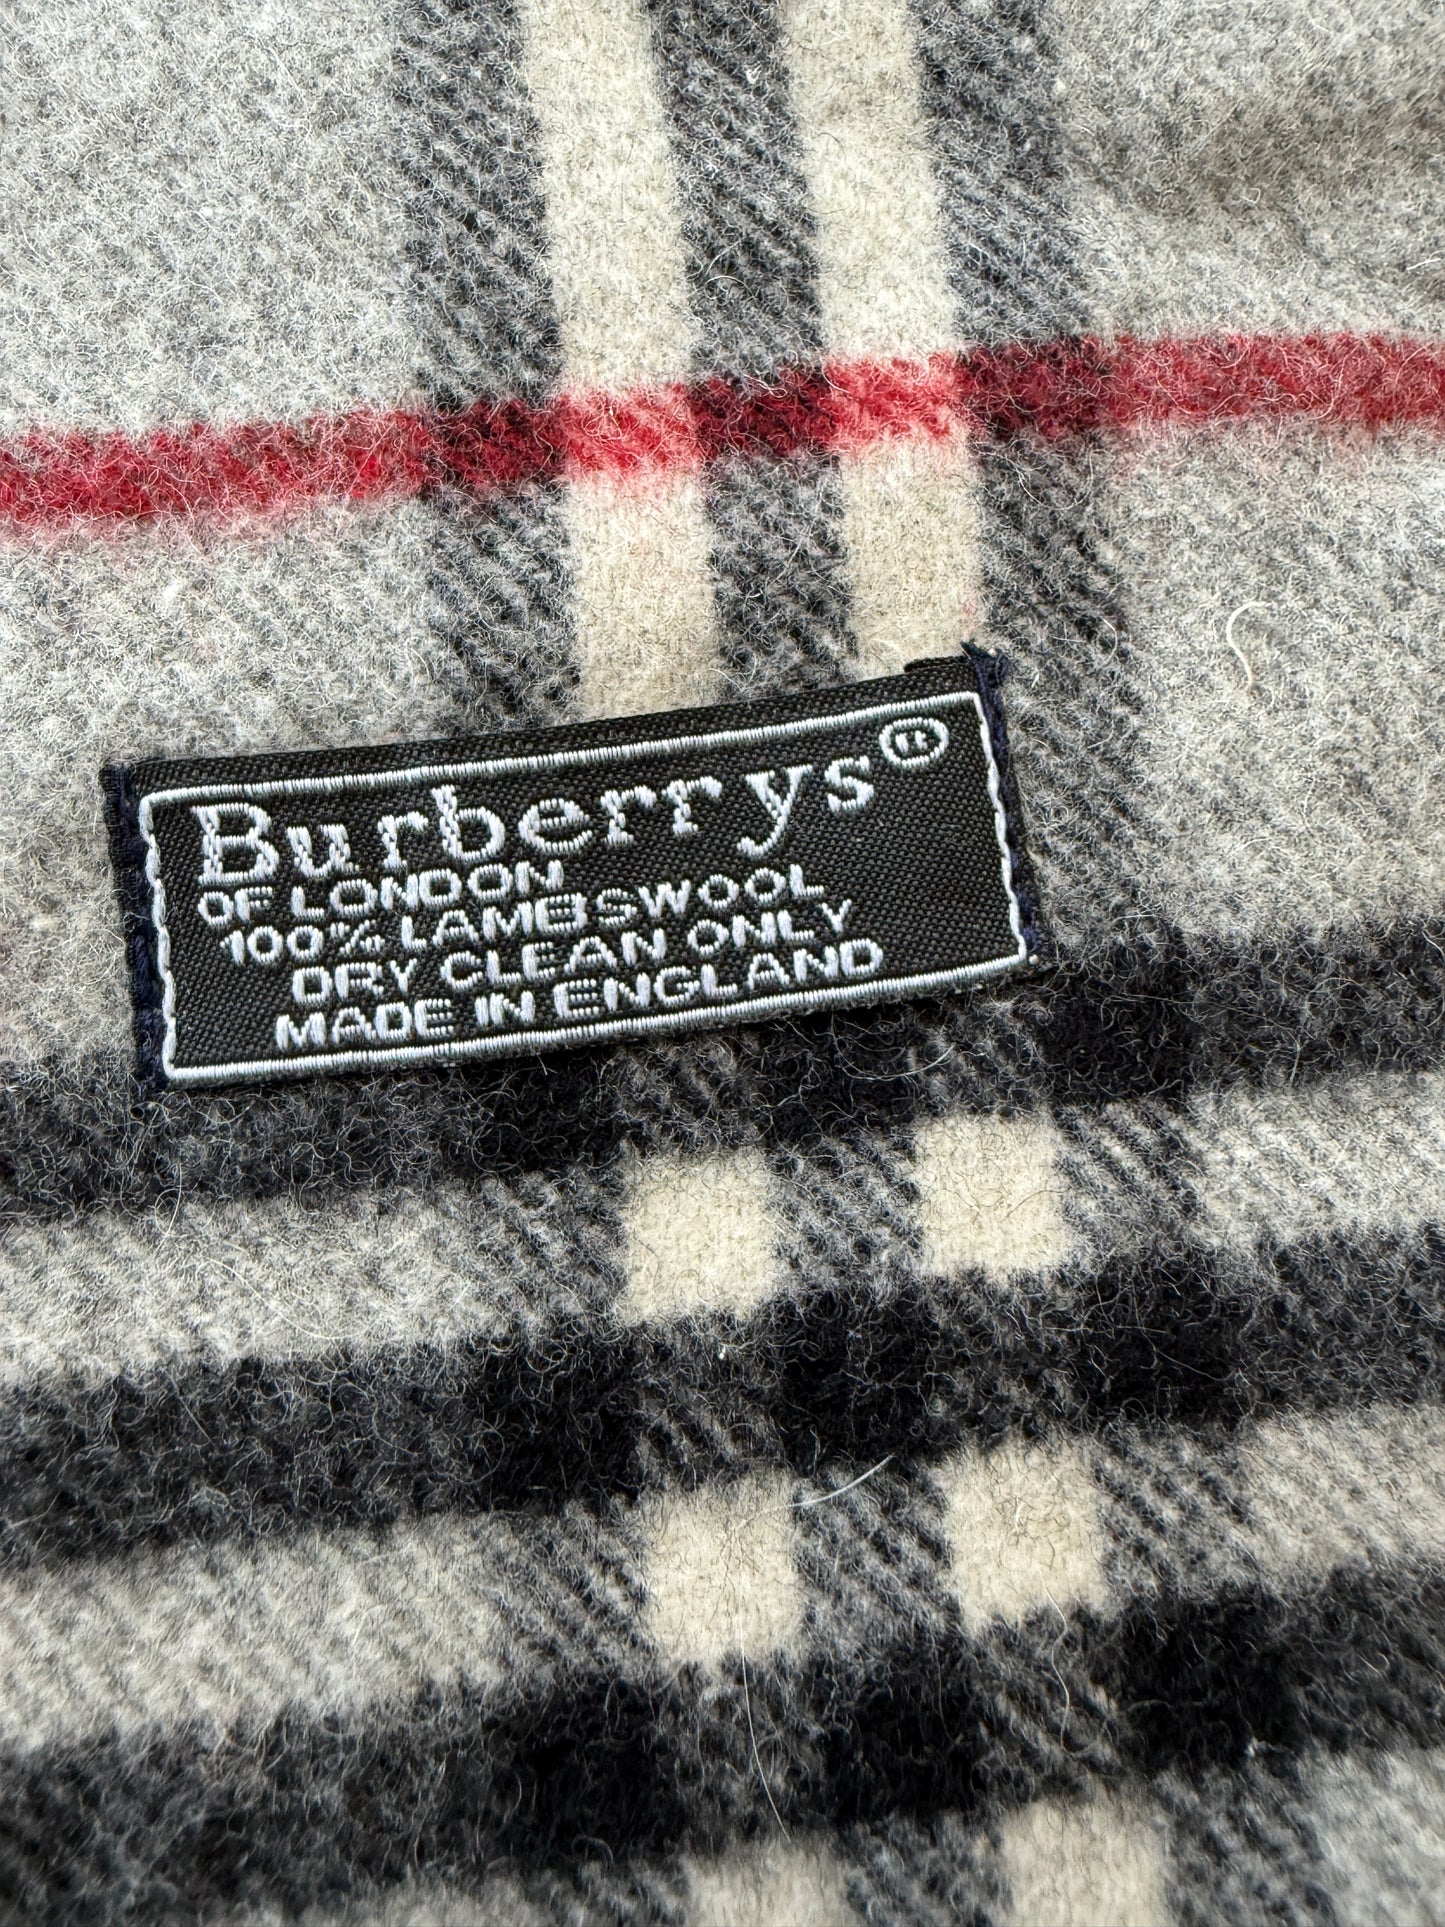 Burberrys®
OF LONDON
100% LAMBSWOOL
DRY CLEAN ONLY
MADE IN ENGLAND